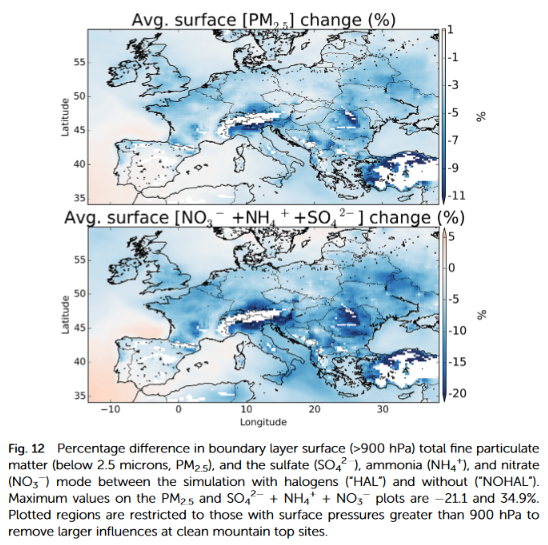 Avg. surface [PM₂.₅] change (%)
1
−1
−3
−5
−7
−9
−11
%
Latitude
55
50
45
40
35
Avg. surface [NO₃⁻ +NH₄⁺ +SO₄²⁻] change (%)
5
0
−5
−10
−15
−20
%
Latitude
55
50
45
40
35
−10 0 10 20 30
Longitude
Fig. 12 Percentage difference in boundary layer surface (>900 hPa) total fine particulate
matter (below 2.5 microns, PM₂.₅), and the sulfate (SO₄²⁻), ammonia (NH₄⁺), and nitrate
(NO₃⁻) mode between the simulation with halogens ("HAL") and without ("NOHAL").
Maximum values on the PM₂.₅ and SO₄²⁻ + NH₄⁺ + NO₃⁻ plots are −21.1 and 34.9%.
Plotted regions are restricted to those with surface pressures greater than 900 hPa to
remove larger influences at clean mountain top sites.